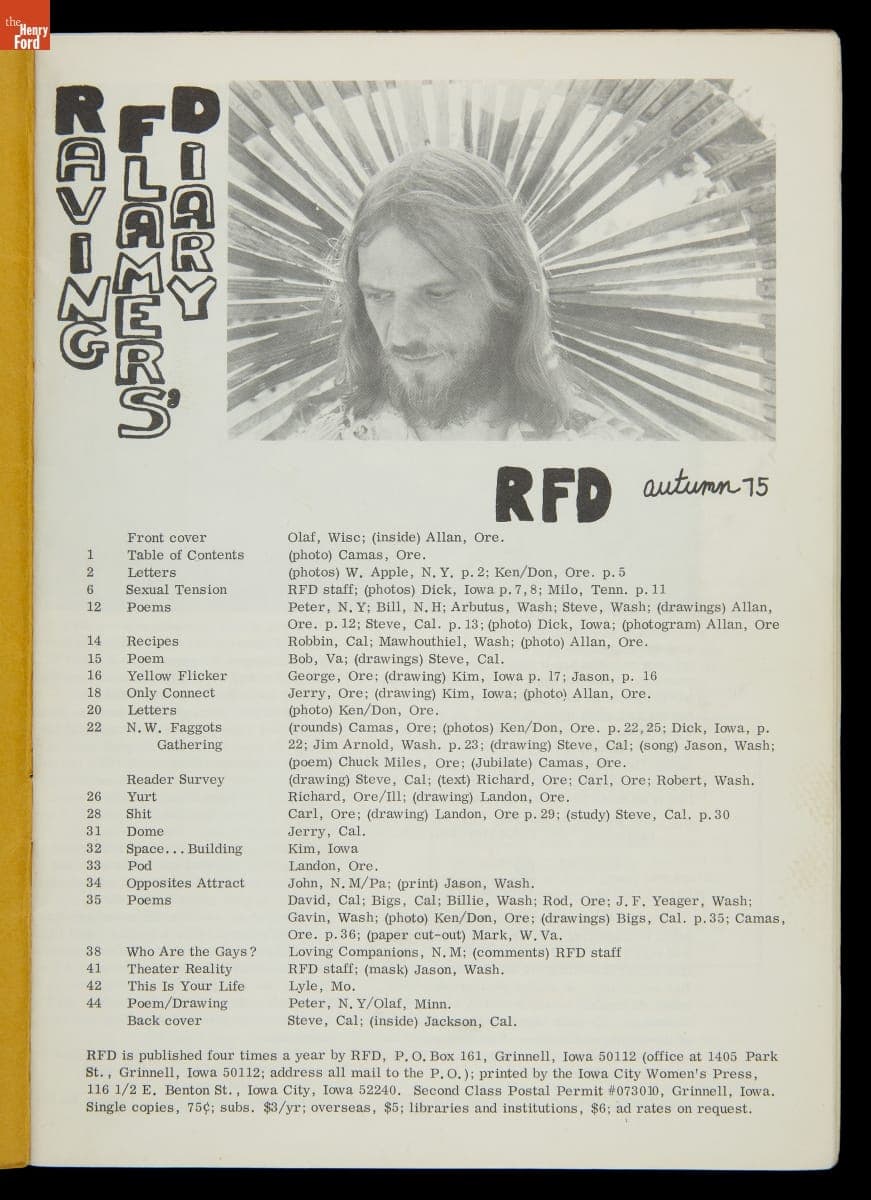 the
Henry
Ford
RAVING
FLAMERS'
DIARY
RFD autumn 75
Front cover Olaf, Wisc; (inside) Allan, Ore.
1 Table of Contents (photo) Camas, Ore.
2 Letters (photos) W. Apple, N.Y. p.2; Ken/Don, Ore. p.5
6 Sexual Tension RFD staff; (photos) Dick, Iowa p.7,8; Milo, Tenn. p.11
12 Poems Peter, N.Y; Bill, N.H; Arbutus, Wash; Steve, Wash; (drawings) Allan,
Ore. p.12; Steve, Cal. p.13; (photo) Dick, Iowa; (photogram) Allan, Ore
14 Recipes Robbin, Cal; Mawhouthiel, Wash; (photo) Allan, Ore.
15 Poem Bob, Va; (drawings) Steve, Cal.
16 Yellow Flicker George, Ore; (drawing) Kim, Iowa p. 17; Jason, p. 16
18 Only Connect Jerry, Ore; (drawing) Kim, Iowa; (photo) Allan, Ore.
20 Letters (photo) Ken/Don, Ore.
22 N.W. Faggots (rounds) Camas, Ore; (photos) Ken/Don, Ore. p.22,25; Dick, Iowa, p.
Gathering 22; Jim Arnold, Wash. p.23; (drawing) Steve, Cal; (song) Jason, Wash;
(poem) Chuck Miles, Ore; (Jubilate) Camas, Ore.
Reader Survey (drawing) Steve, Cal; (text) Richard, Ore; Carl, Ore; Robert, Wash.
26 Yurt Richard, Ore/Ill; (drawing) Landon, Ore.
28 Shit Carl, Ore; (drawing) Landon, Ore p.29; (study) Steve, Cal. p.30
31 Dome Jerry, Cal.
32 Space... Building Kim, Iowa
33 Pod Landon, Ore.
34 Opposites Attract John, N.M/Pa; (print) Jason, Wash.
35 Poems David, Cal; Bigs, Cal; Billie, Wash; Rod, Ore; J.F. Yeager, Wash;
Gavin, Wash; (photo) Ken/Don, Ore; (drawings) Bigs, Cal. p.35; Camas,
Ore. p.36; (paper cut-out) Mark, W.Va.
38 Who Are the Gays? Loving Companions, N.M; (comments) RFD staff
41 Theater Reality RFD staff; (mask) Jason, Wash.
42 This Is Your Life Lyle, Mo.
44 Poem/Drawing Peter, N.Y/Olaf, Minn.
Back cover Steve, Cal; (inside) Jackson, Cal.
RFD is published four times a year by RFD, P.O. Box 161, Grinnell, Iowa 50112 (office at 1405 Park
St., Grinnell, Iowa 50112; address all mail to the P.O.); printed by the Iowa City Women's Press,
116 1/2 E. Benton St., Iowa City, Iowa 52240. Second Class Postal Permit #073010, Grinnell, Iowa.
Single copies, 75¢; subs. $3/yr; overseas, $5; libraries and institutions, $6; ad rates on request.